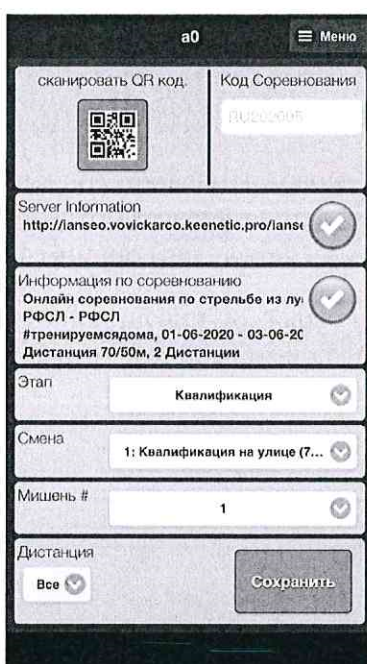 a0
Меню
сканировать QR код.
Код Соревнования
Server Information
http://ianseo.vovickarco.keenetic.pro/ianse
Информация по соревнованию
Онлайн соревнования по стрельбе из лу
РФСЛ - РФСЛ
#тренируемсядома, 01-06-2020 - 03-06-20
Дистанция 70/50м, 2 Дистанции
Этап
Квалификация
Смена
1: Квалификация на улице (7...
Мишень #
1
Дистанция
Все
Сохранить